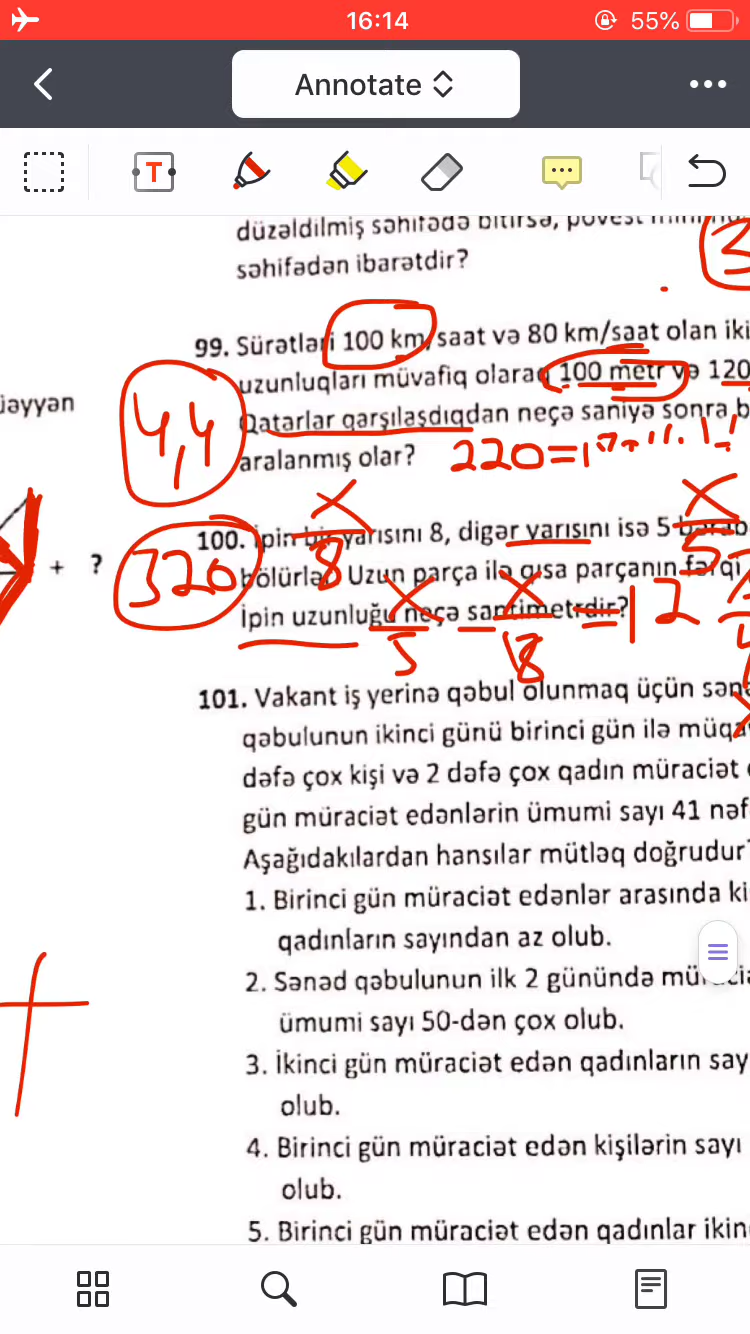 16:14
55%
Annotate
T
düzəldilmiş səhifədə bitirsə, povest
səhifədən ibarətdir?
3
99. Sürətləri 100 km/saat və 80 km/saat olan iki
üəyyən
uzunluqları müvafiq olaraq 100 metr və 120
4,4
Qatarlar qarşılaşdıqdan neçə saniyə sonra b
aralanmış olar?
220=
x
x
100. İpin bir yarısını 8, digər yarısını isə 5 bərab
+ ?
320
8
5
bölürlər. Uzun parça ilə qısa parçanın fərqi
İpin uzunluğu neçə santimetrdir?
x
x
= 12
5
8
101. Vakant iş yerinə qəbul olunmaq üçün sənə
qəbulunun ikinci günü birinci gün ilə müqa
dəfə çox kişi və 2 dəfə çox qadın müraciət
gün müraciət edənlərin ümumi sayı 41 nəf
Aşağıdakılardan hansılar mütləq doğrudur?
1. Birinci gün müraciət edənlər arasında ki
qadınların sayından az olub.
2. Sənəd qəbulunun ilk 2 günündə
ümumi sayı 50-dən çox olub.
3. İkinci gün müraciət edən qadınların say
olub.
4. Birinci gün müraciət edən kişilərin sayı
olub.
5. Birinci gün müraciət edən qadınlar ikin